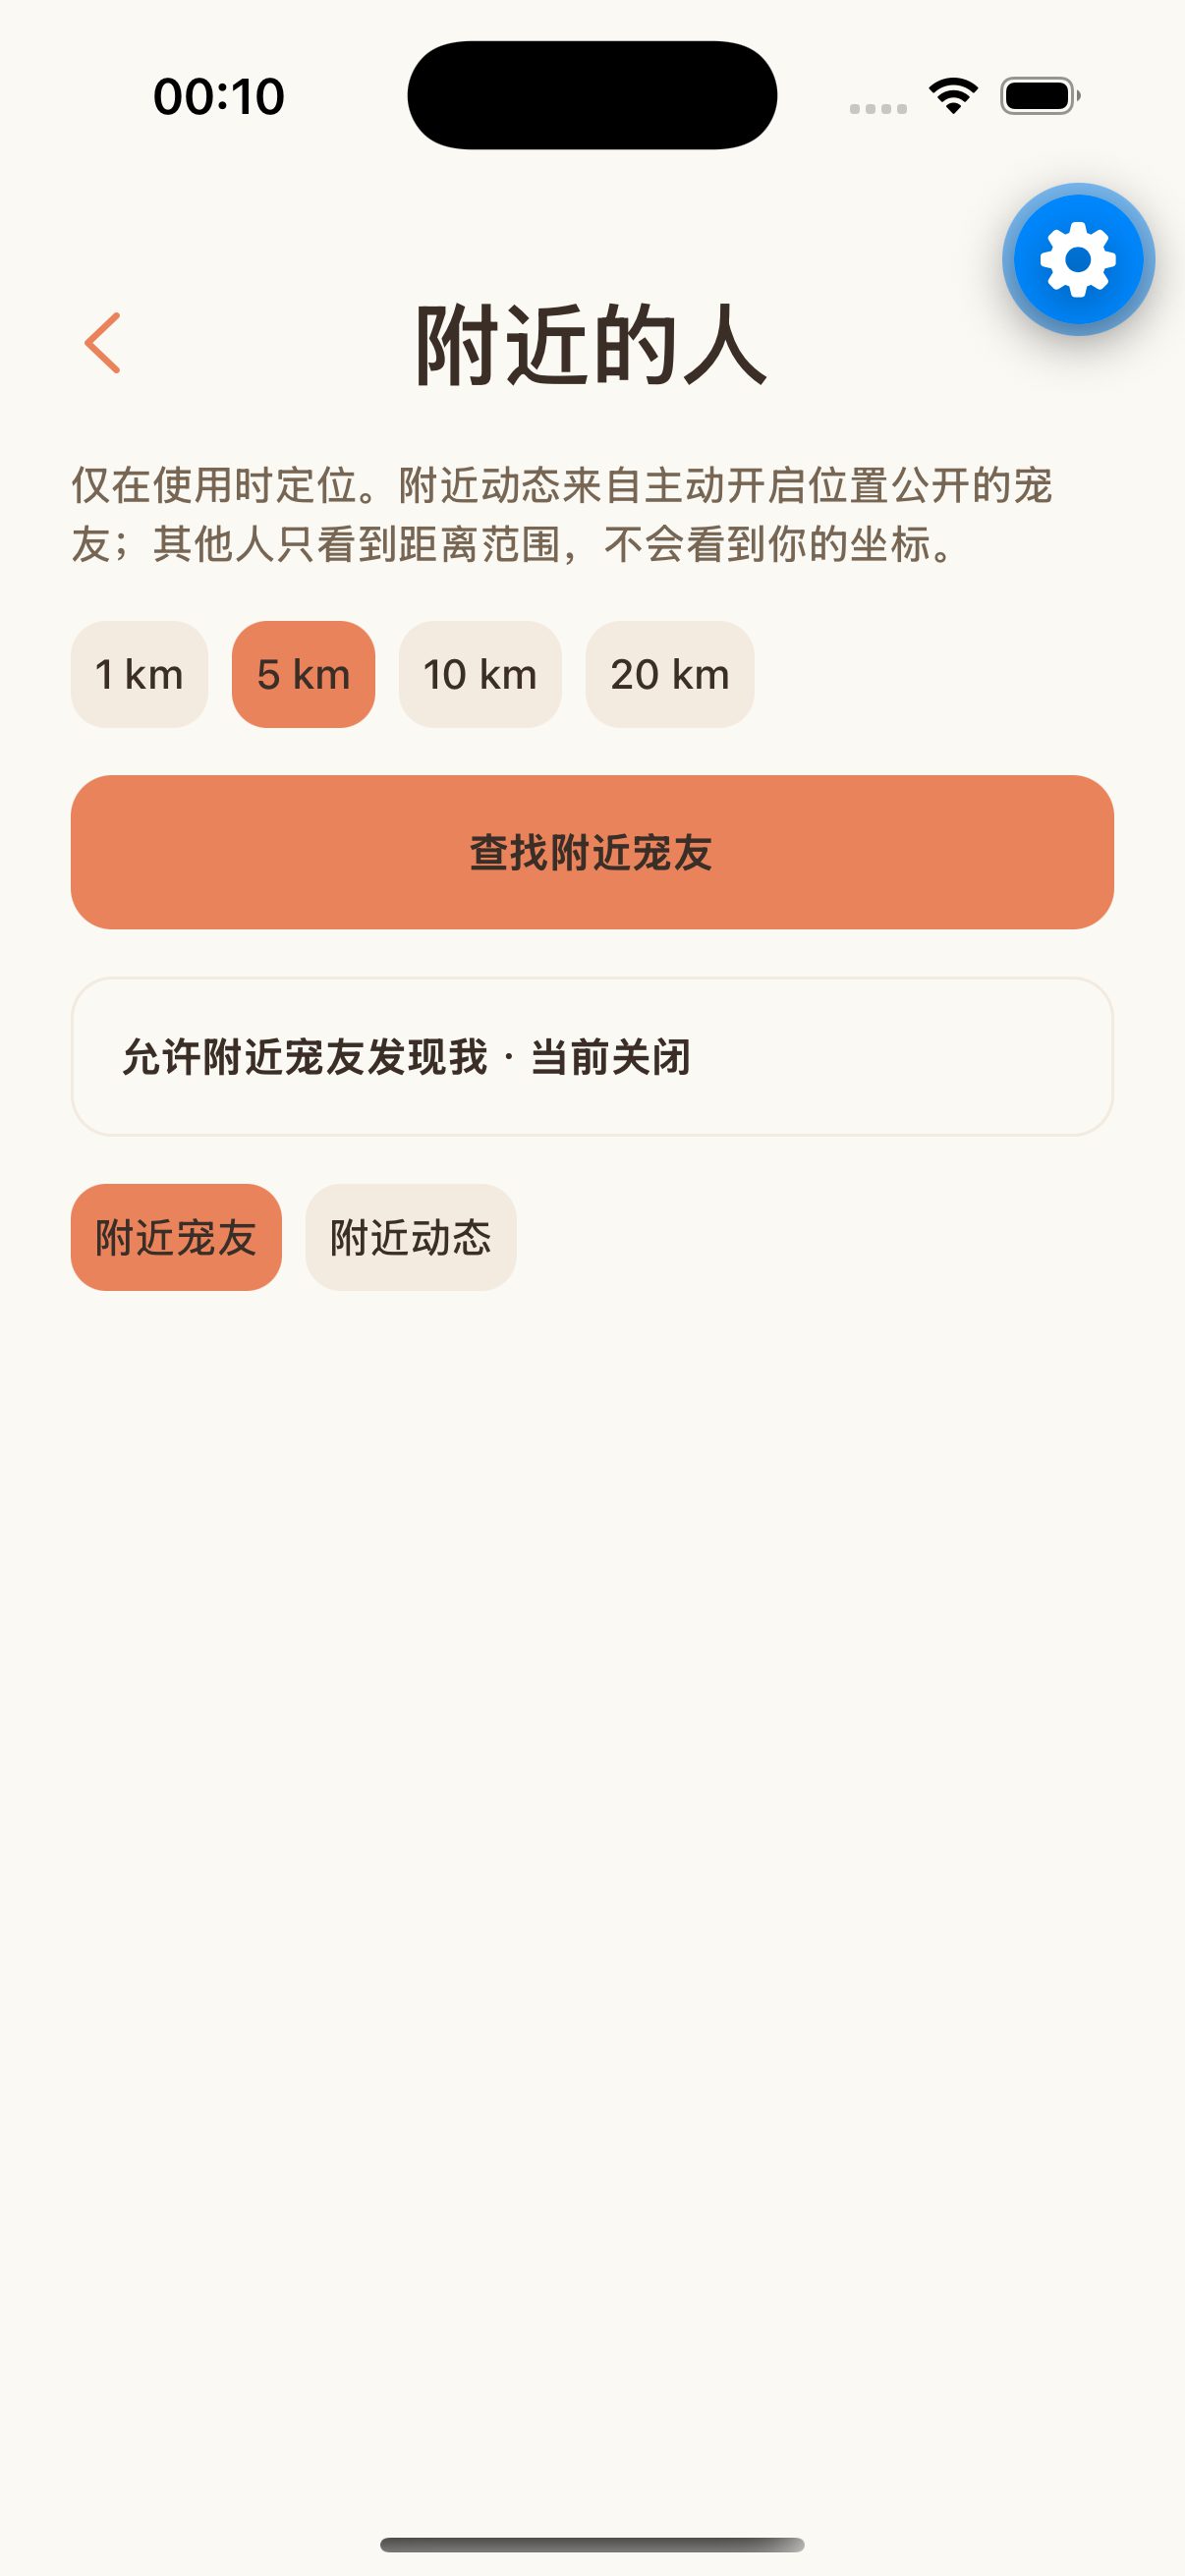 00:10
附近的人
仅在使用时定位。附近动态来自主动开启位置公开的宠
友；其他人只看到距离范围，不会看到你的坐标。
1 km 5 km 10 km 20 km
查找附近宠友
允许附近宠友发现我 · 当前关闭
附近宠友 附近动态